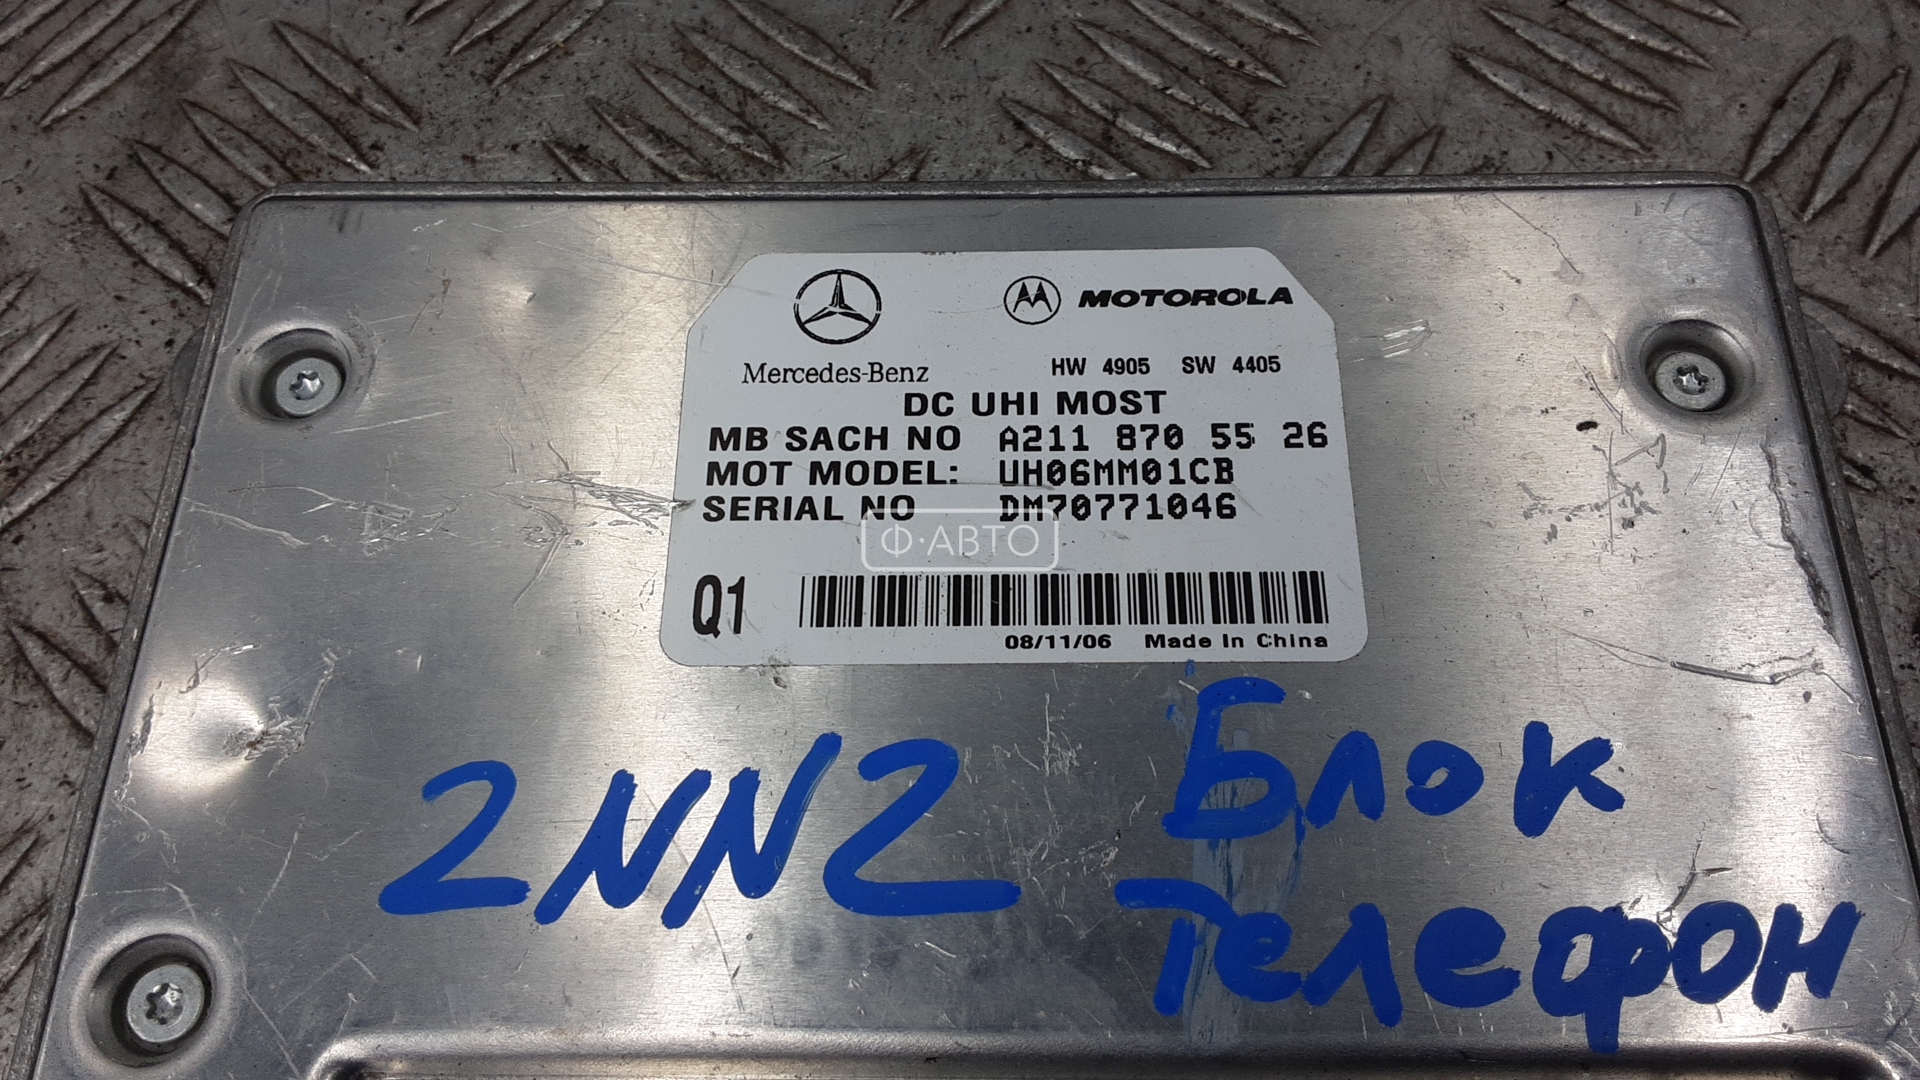 MOTOROLA
Mercedes-Benz HW 4905 SW 4405
DC UHI MOST
MB SACH NO A211 870 55 26
MOT MODEL: UH06MM01CB
SERIAL NO DM70771046
Ф·АВТО
Q1
08/11/06 Made In China
2NN2 Блок
Телефон